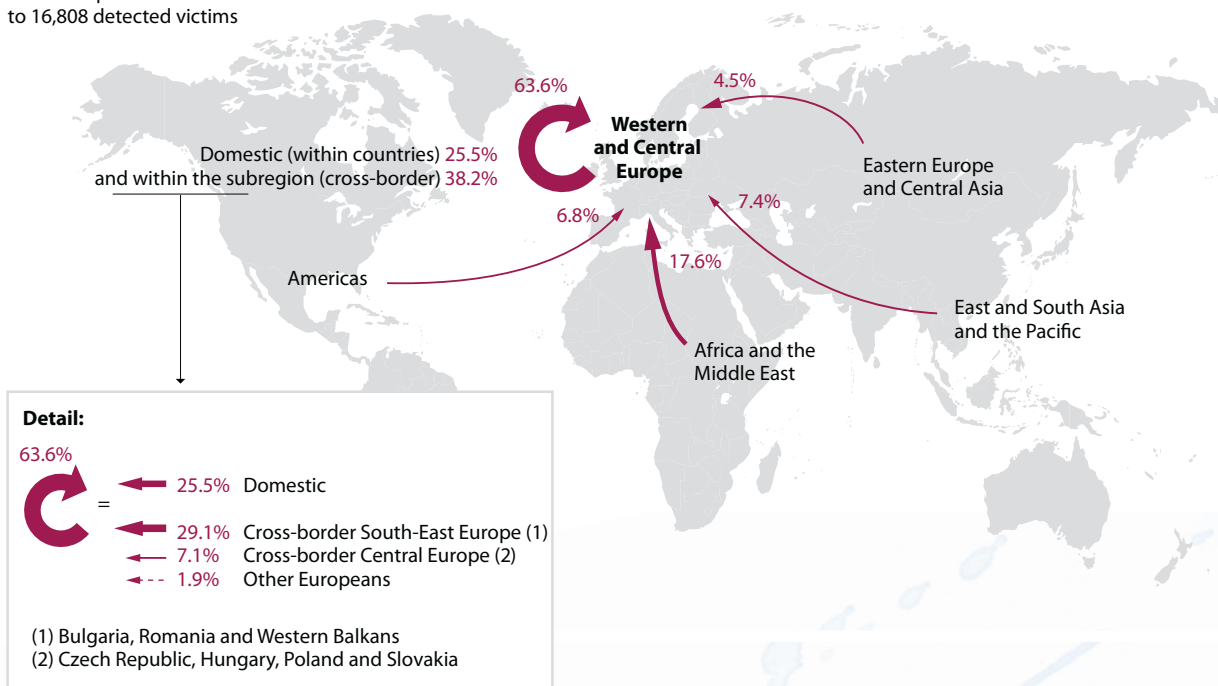 to 16,808 detected victims
63.6%
4.5%
Western
and Central
Europe
Domestic (within countries) 25.5%
and within the subregion (cross-border) 38.2%
Eastern Europe
and Central Asia
6.8%
7.4%
17.6%
Americas
East and South Asia
and the Pacific
Africa and the
Middle East
Detail:
63.6%
=
25.5% Domestic
29.1% Cross-border South-East Europe (1)
7.1% Cross-border Central Europe (2)
1.9% Other Europeans
(1) Bulgaria, Romania and Western Balkans
(2) Czech Republic, Hungary, Poland and Slovakia